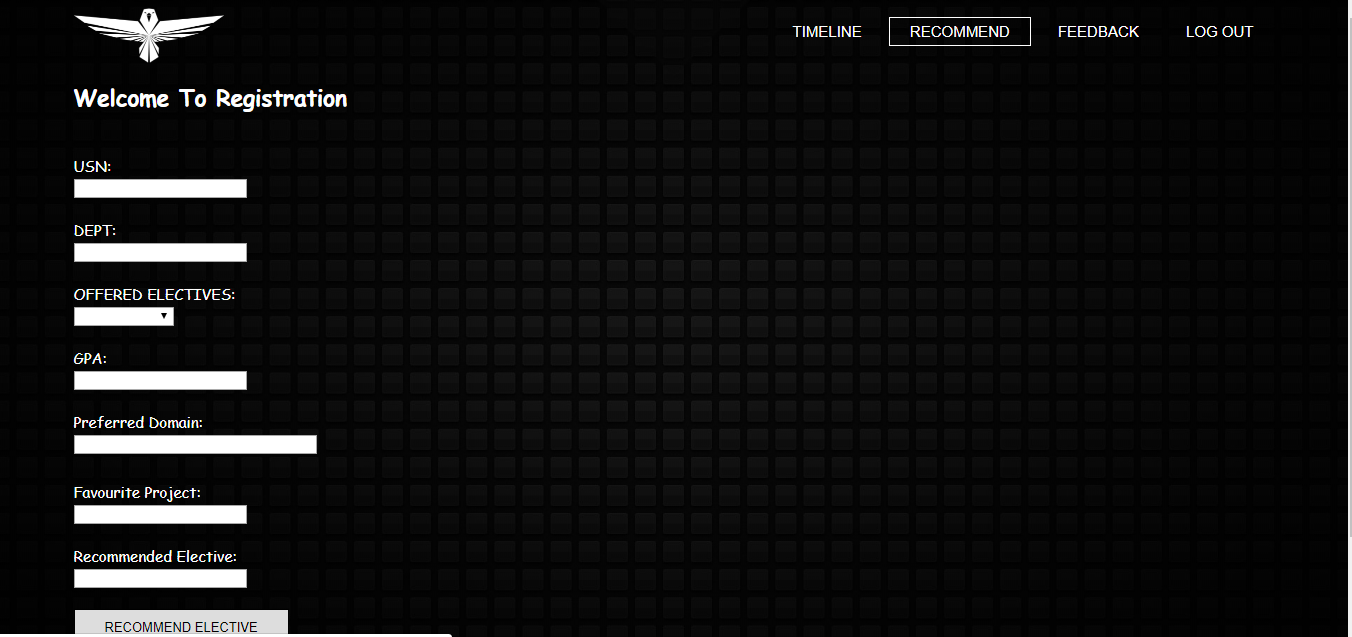 TIMELINE RECOMMEND FEEDBACK LOG OUT
Welcome To Registration
USN:
DEPT:
OFFERED ELECTIVES:
GPA:
Preferred Domain:
Favourite Project:
Recommended Elective:
RECOMMEND ELECTIVE